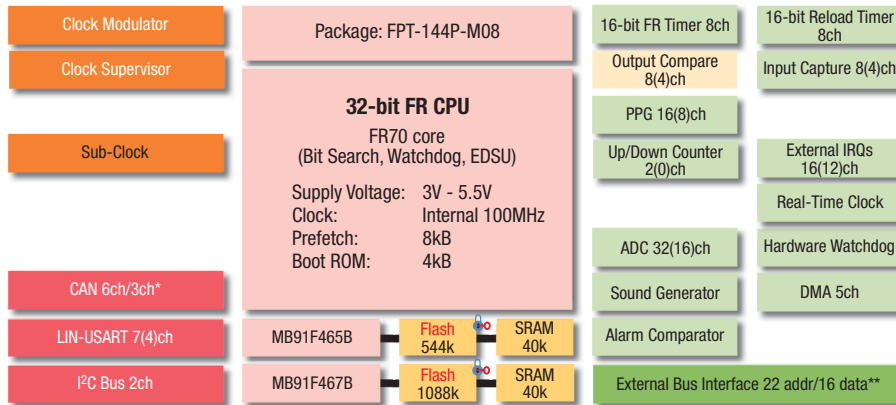 Clock Modulator
Clock Supervisor
Sub-Clock
CAN 6ch/3ch*
LIN-USART 7(4)ch
I²C Bus 2ch
Package: FPT-144P-M08
32-bit FR CPU
FR70 core
(Bit Search, Watchdog, EDSU)
Supply Voltage: 3V - 5.5V
Clock: Internal 100MHz
Prefetch: 8kB
Boot ROM: 4kB
MB91F465B
Flash
544k
SRAM
40k
MB91F467B
Flash
1088k
SRAM
40k
16-bit FR Timer 8ch
16-bit Reload Timer
8ch
Output Compare
8(4)ch
Input Capture 8(4)ch
PPG 16(8)ch
Up/Down Counter
2(0)ch
External IRQs
16(12)ch
Real-Time Clock
ADC 32(16)ch
Hardware Watchdog
Sound Generator
DMA 5ch
Alarm Comparator
External Bus Interface 22 addr/16 data**